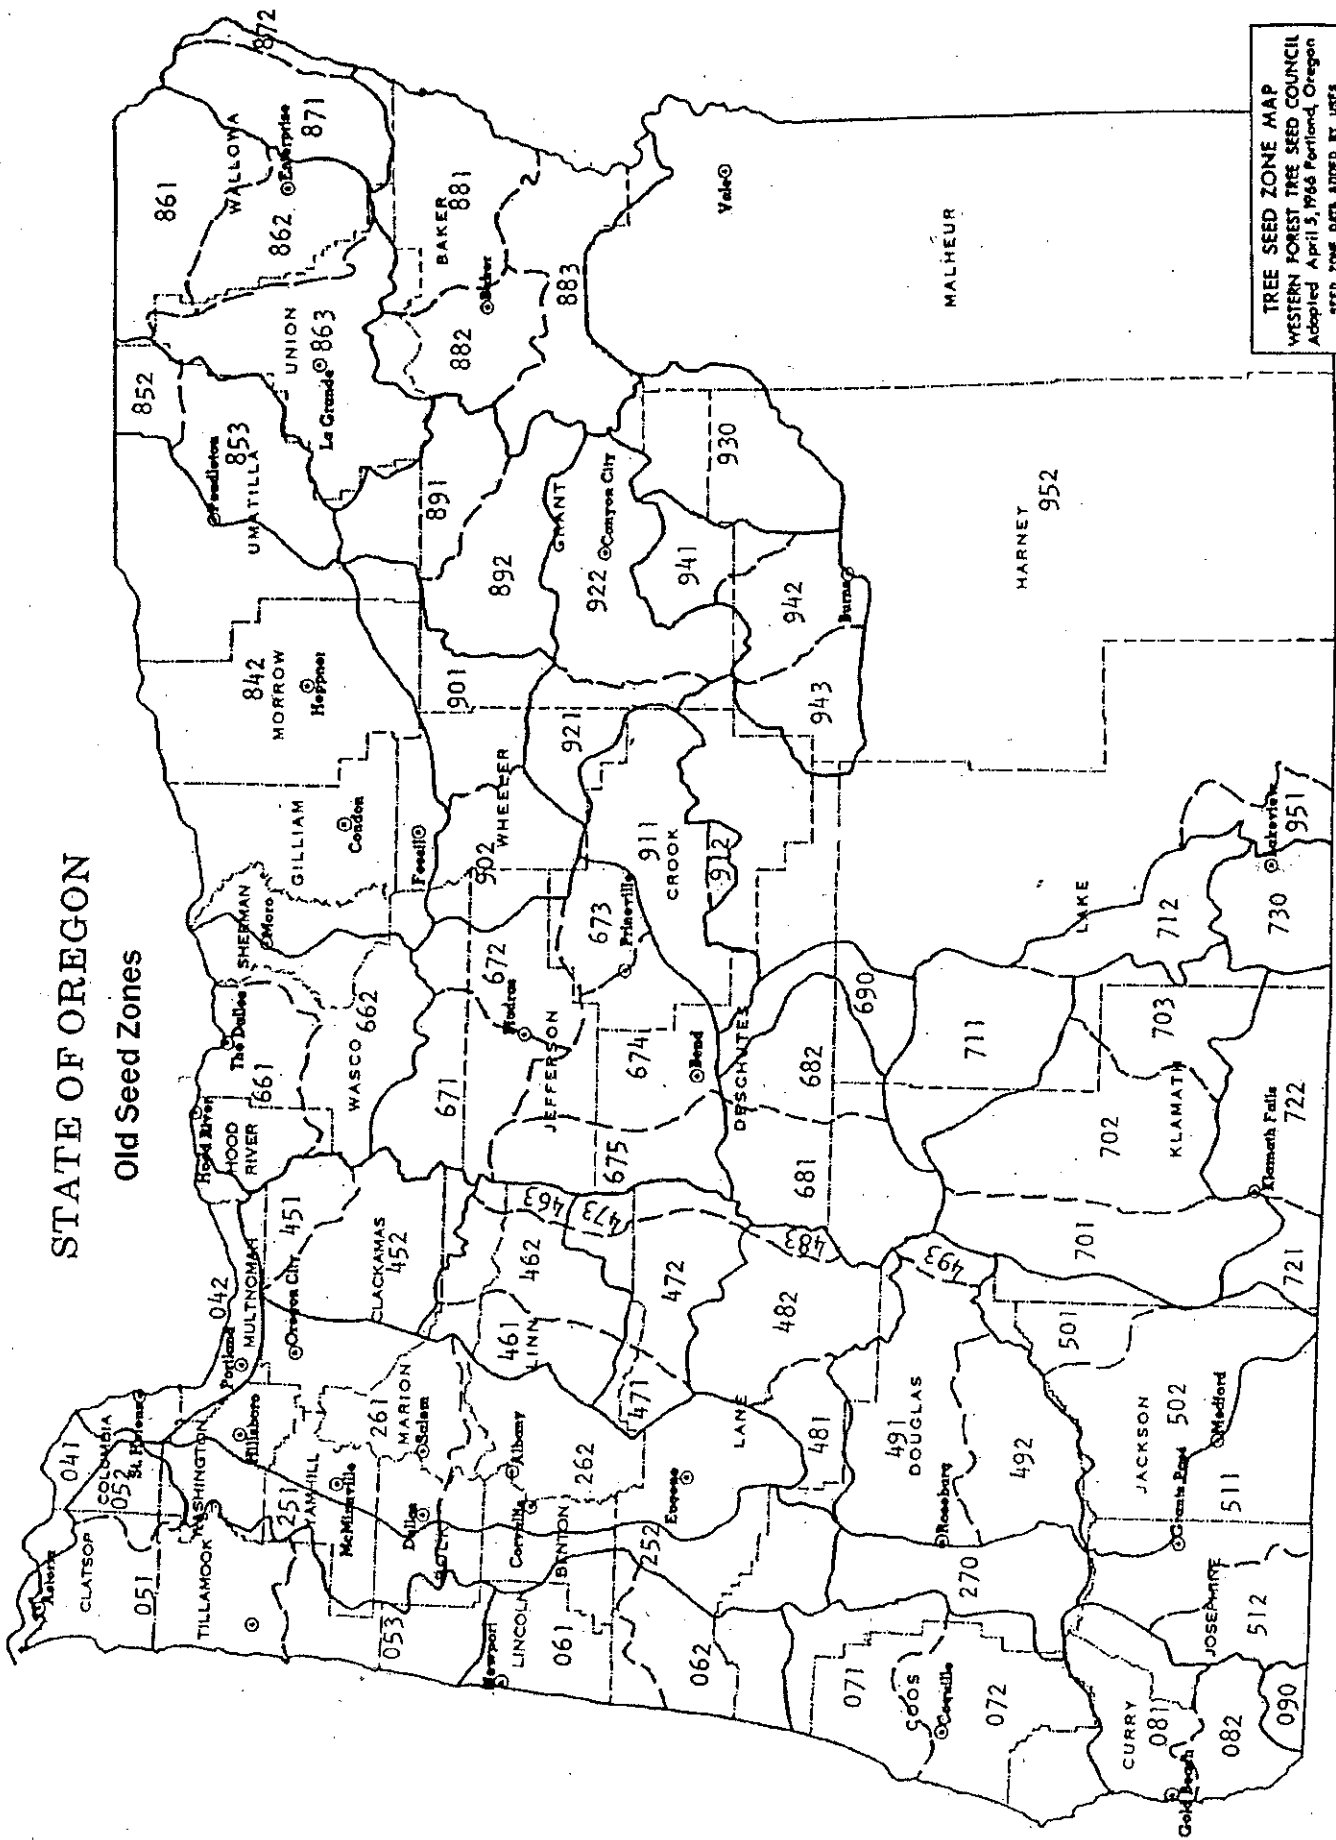 STATE OF OREGON
Old Seed Zones
Astoria
CLATSOP
041
COLUMBIA
052
St. Helens
051
TILLAMOOK
WASHINGTON
Hillsboro
Portland
042
MULTNOMAH
Oregon City
451
Hood River
HOOD
RIVER
661
The Dalles
SHERMAN
Moro
WASCO
662
GILLIAM
Condon
842
MORROW
Heppner
Pendleton
853
UMATILLA
852
861
WALLOWA
862
Enterprise
871
872
UNION
863
La Grande
251
YAMHILL
McMinnville
053
Dallas
POLK
261
MARION
Salem
CLACKAMAS
452
671
672
Madras
JEFFERSON
Fossil
902
WHEELER
901
921
891
892
GRANT
922
Canyon City
882
BAKER
881
Baker
883
Newport
LINCOLN
061
Corvallis
BENTON
Albany
262
461
LINN
462
463
473
675
674
673
Prineville
911
CROOK
912
941
942
943
Burns
930
Vale
MALHEUR
252
Eugene
062
471
LANE
472
481
482
483
681
682
Bend
DESCHUTES
690
071
COOS
Coquille
072
270
491
DOUGLAS
Roseburg
492
493
701
702
KLAMATH
703
711
712
LAKE
HARNEY
952
CURRY
081
Gold Beach
082
090
JOSEPHINE
512
Grants Pass
JACKSON
502
Medford
511
501
721
Klamath Falls
722
730
Lakeview
951
TREE SEED ZONE MAP
WESTERN FOREST TREE SEED COUNCIL
Adopted April 5, 1966 Portland, Oregon
SEED ZONE DATA ADDED BY USFS